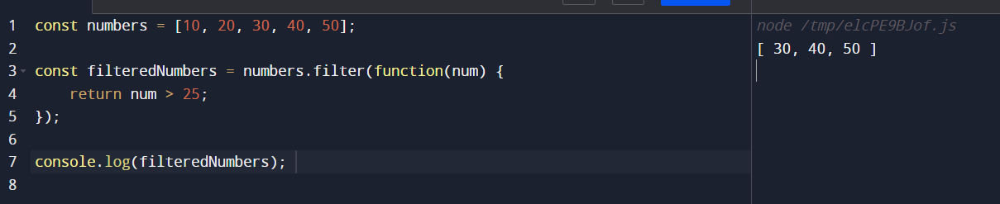 1 const numbers = [10, 20, 30, 40, 50];
2
3 const filteredNumbers = numbers.filter(function(num) {
4     return num > 25;
5 });
6
7 console.log(filteredNumbers);
8
node /tmp/elcPE9BJof.js
[ 30, 40, 50 ]